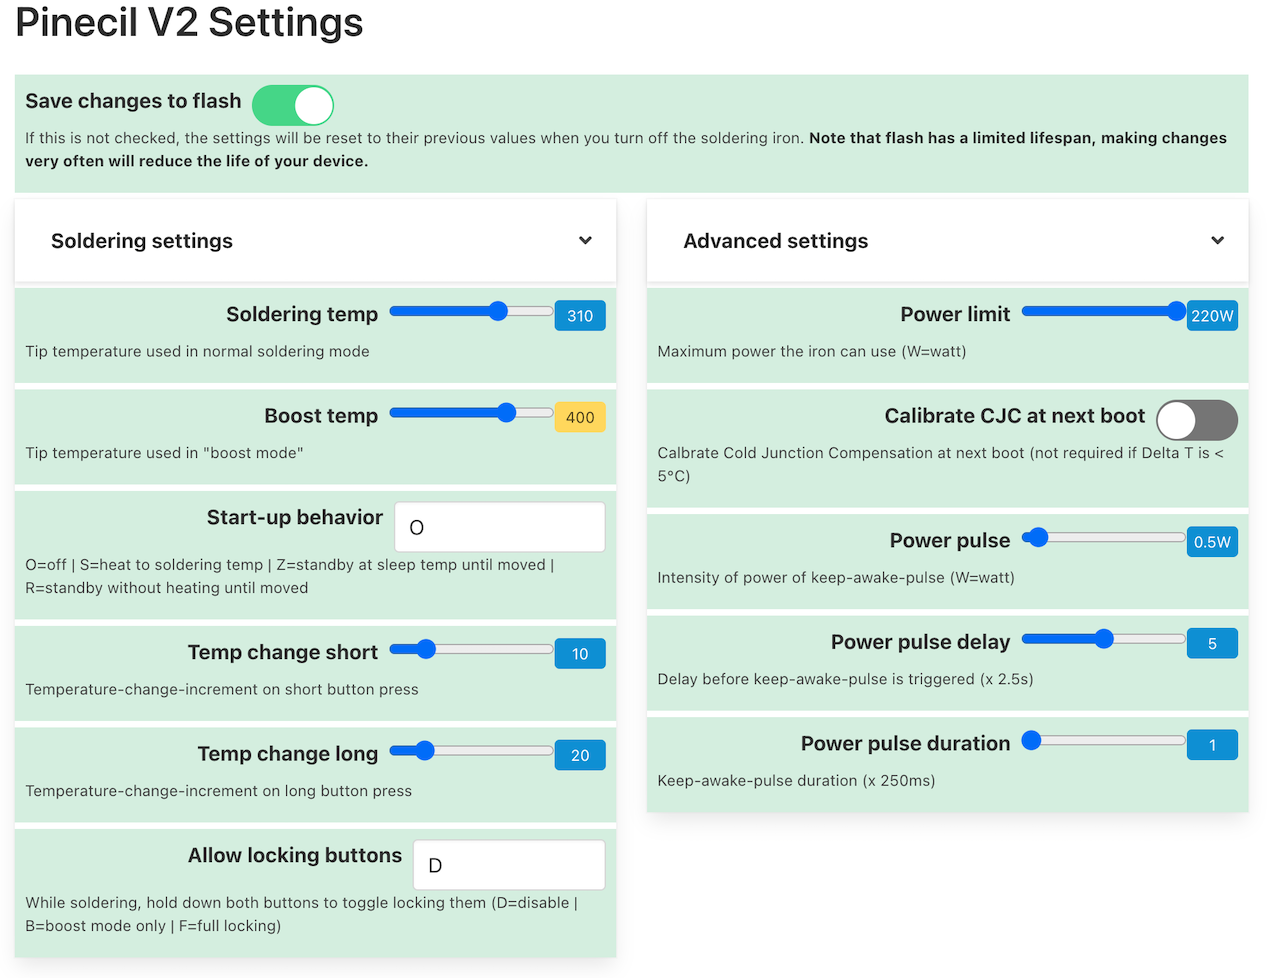 Pinecil V2 Settings
Save changes to flash
If this is not checked, the settings will be reset to their previous values when you turn off the soldering iron. Note that flash has a limited lifespan, making changes
very often will reduce the life of your device.
Soldering settings
Soldering temp 310
Tip temperature used in normal soldering mode
Boost temp 400
Tip temperature used in "boost mode"
Start-up behavior O
O=off | S=heat to soldering temp | Z=standby at sleep temp until moved |
R=standby without heating until moved
Temp change short 10
Temperature-change-increment on short button press
Temp change long 20
Temperature-change-increment on long button press
Allow locking buttons D
While soldering, hold down both buttons to toggle locking them (D=disable |
B=boost mode only | F=full locking)
Advanced settings
Power limit 220W
Maximum power the iron can use (W=watt)
Calibrate CJC at next boot
Calbrate Cold Junction Compensation at next boot (not required if Delta T is <
5°C)
Power pulse 0.5W
Intensity of power of keep-awake-pulse (W=watt)
Power pulse delay 5
Delay before keep-awake-pulse is triggered (x 2.5s)
Power pulse duration 1
Keep-awake-pulse duration (x 250ms)